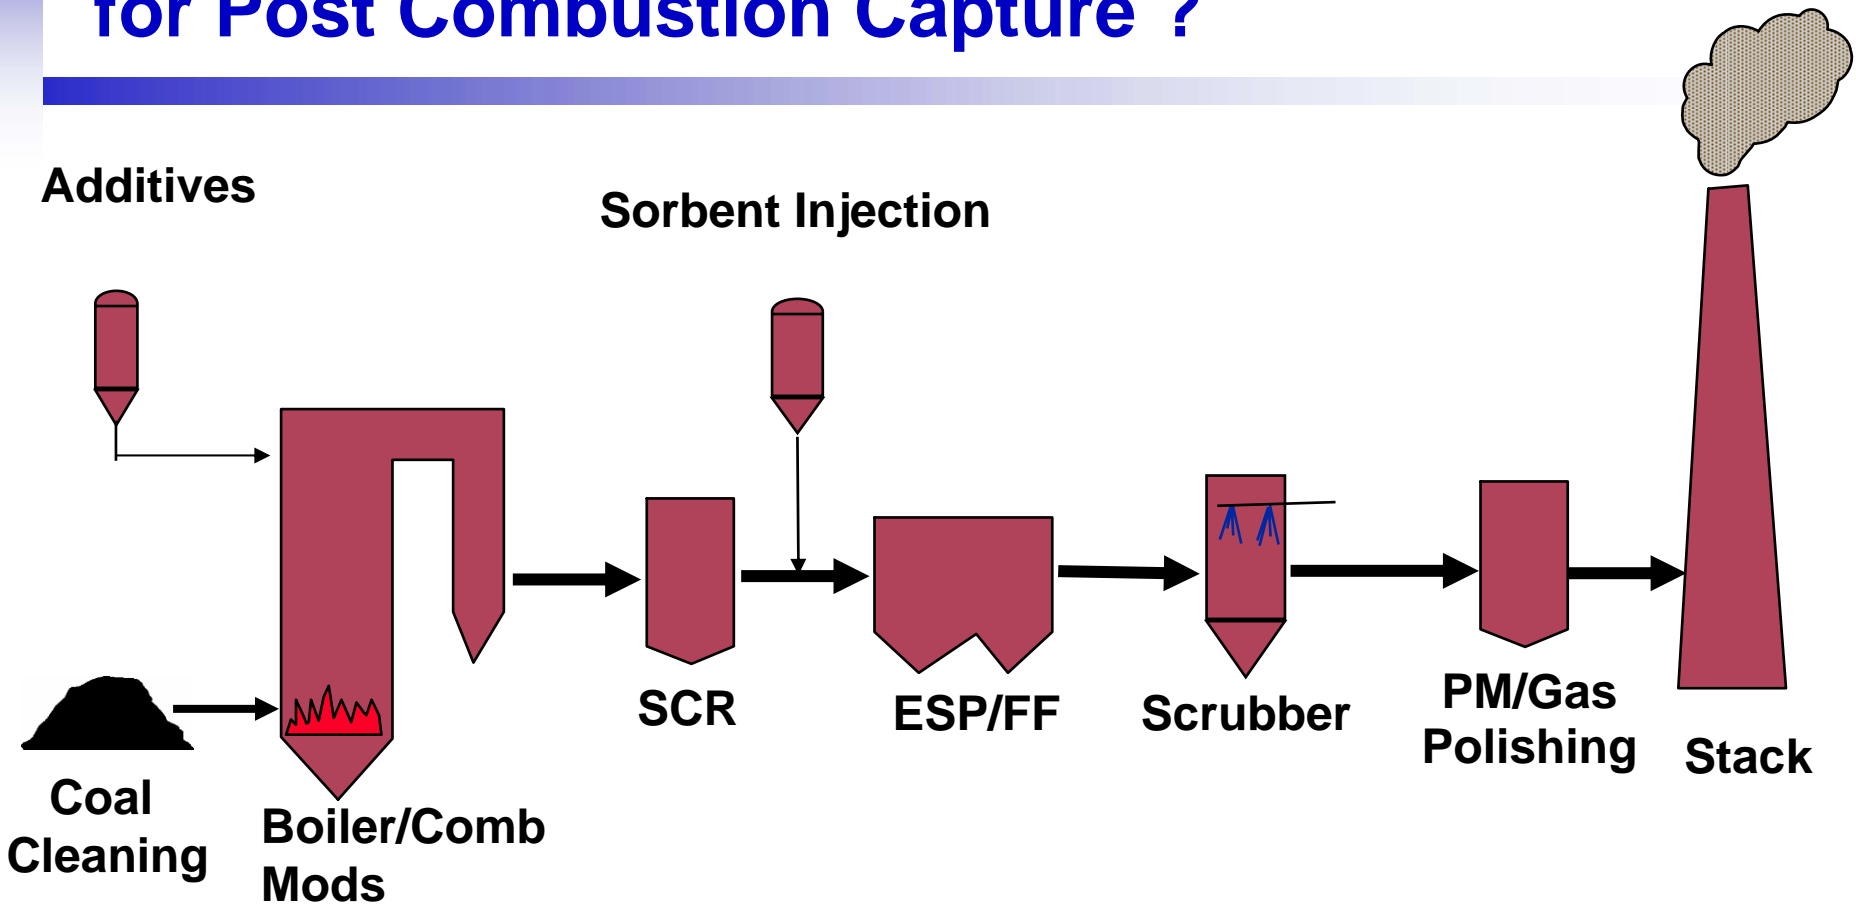 for Post Combustion Capture ?
Additives
Sorbent Injection
SCR
ESP/FF
Scrubber
PM/Gas
Polishing
Stack
Coal
Cleaning
Boiler/Comb
Mods